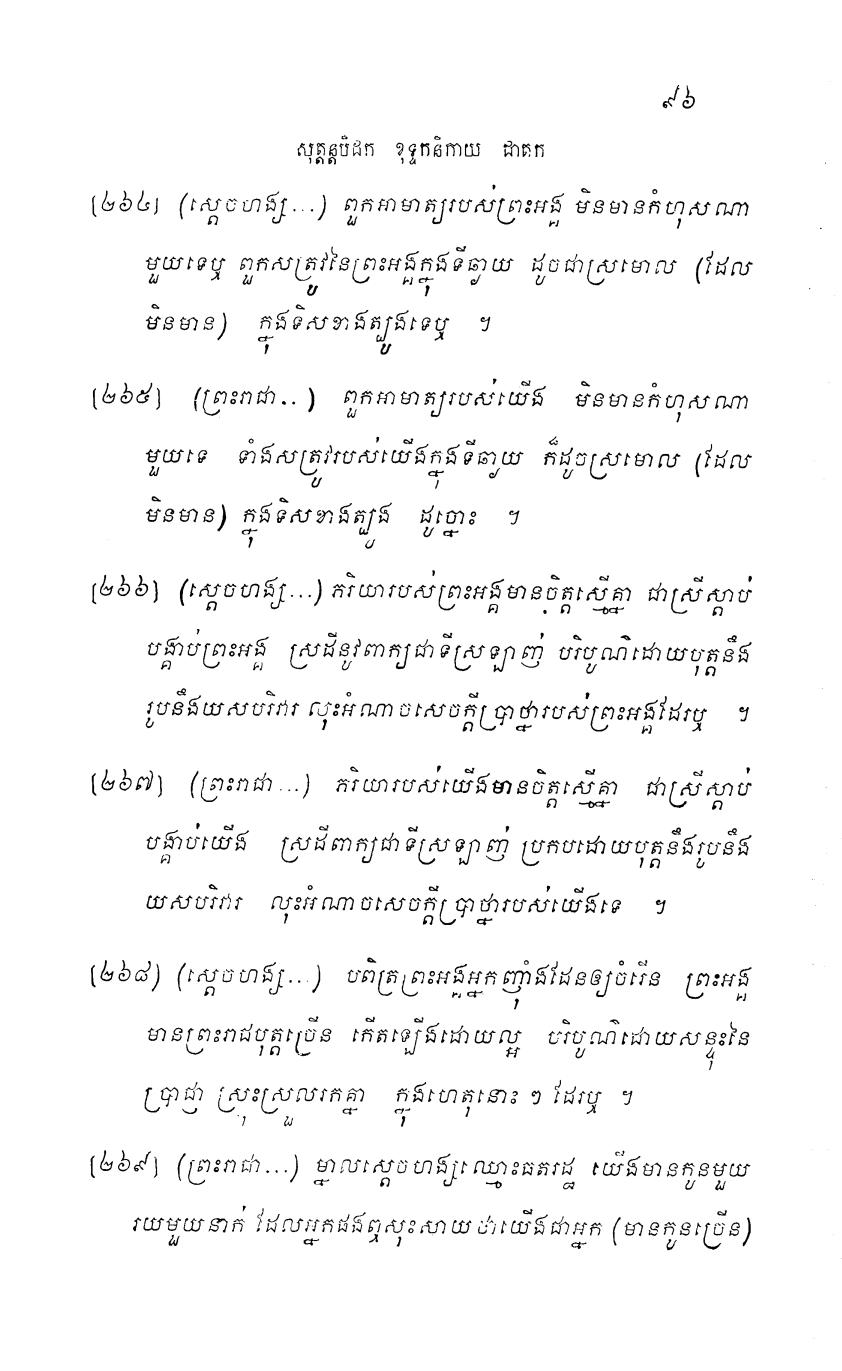 ៩៦
សុត្តន្តបិដក ខុទ្ទកនិកាយ ជាតក
[២៦៤] (ស្តេចហង្ស...) ពួកអាមាត្យរបស់ព្រះអង្គ មិនមានកំហុសណា
មួយទេឬ ពួកសត្រូវនៃព្រះអង្គក្នុងទីឆ្ងាយ ដូចជាស្រមោល (ដែល
មិនមាន) ក្នុងទិសខាងត្បូងទេឬ ។
[២៦៥] (ព្រះរាជា..) ពួកអាមាត្យរបស់យើង មិនមានកំហុសណា
មួយទេ ទាំងសត្រូវរបស់យើងក្នុងទីឆ្ងាយ ក៏ដូចស្រមោល (ដែល
មិនមាន) ក្នុងទិសខាងត្បូង ដូច្នោះ ។
[២៦៦] (ស្តេចហង្ស...) ភរិយារបស់ព្រះអង្គមានចិត្តស្មើគ្នា ជាស្រីស្តាប់
បង្គាប់ព្រះអង្គ ស្រដីនូវពាក្យជាទីស្រឡាញ់ បរិបូណ៌ដោយបុត្តនឹង
រូបនឹងយសបរិវារ លុះអំណាចសេចក្តីប្រាថ្នារបស់ព្រះអង្គដែរឬ ។
[២៦៧] (ព្រះរាជា...) ភរិយារបស់យើងមានចិត្តស្មើគ្នា ជាស្រីស្តាប់
បង្គាប់យើង ស្រដីពាក្យជាទីស្រឡាញ់ ប្រកបដោយបុត្តនឹងរូបនឹង
យសបរិវារ លុះអំណាចសេចក្តីប្រាថ្នារបស់យើងទេ ។
[២៦៨] (ស្តេចហង្ស...) បពិត្រព្រះអង្គអ្នកញ៉ាំងដែនឲ្យចំរើន ព្រះអង្គ
មានព្រះរាជបុត្តច្រើន កើតឡើងដោយល្អ បរិបូណ៌ដោយសន្ទុះនៃ
ប្រាជ្ញា ស្រុះស្រួលរកគ្នា ក្នុងហេតុនោះ ៗ ដែរឬ ។
[២៦៩] (ព្រះរាជា...) ម្នាលស្តេចហង្សឈ្មោះធតរដ្ឋ យើងមានកូនមួយ
រយមួយនាក់ ដែលអ្នកផងឮសុះសាយថាយើងជាអ្នក (មានកូនច្រើន)